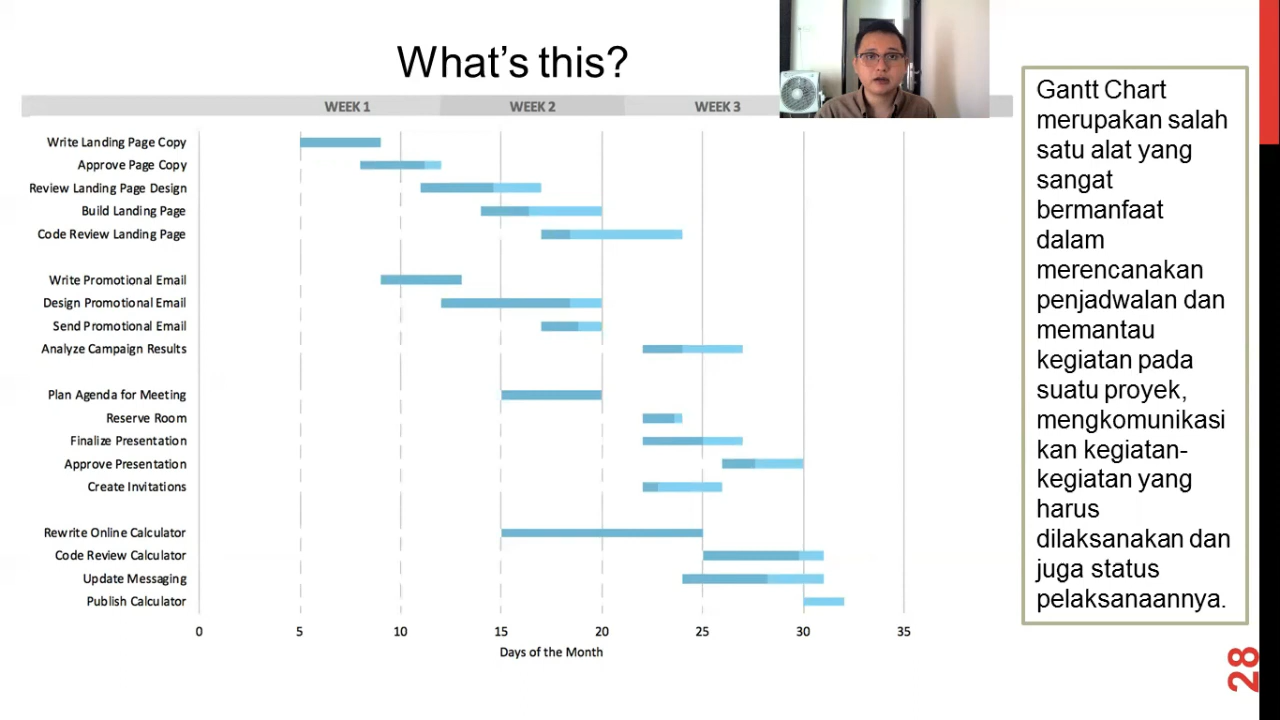 What's this?
WEEK 1 WEEK 2 WEEK 3
Write Landing Page Copy
Approve Page Copy
Review Landing Page Design
Build Landing Page
Code Review Landing Page
Write Promotional Email
Design Promotional Email
Send Promotional Email
Analyze Campaign Results
Plan Agenda for Meeting
Reserve Room
Finalize Presentation
Approve Presentation
Create Invitations
Rewrite Online Calculator
Code Review Calculator
Update Messaging
Publish Calculator
0 5 10 15 20 25 30 35
Days of the Month
Gantt Chart
merupakan salah
satu alat yang
sangat
bermanfaat
dalam
merencanakan
penjadwalan dan
memantau
kegiatan pada
suatu proyek,
mengkomunikasi
kan kegiatan-
kegiatan yang
harus
dilaksanakan dan
juga status
pelaksanaannya.
28